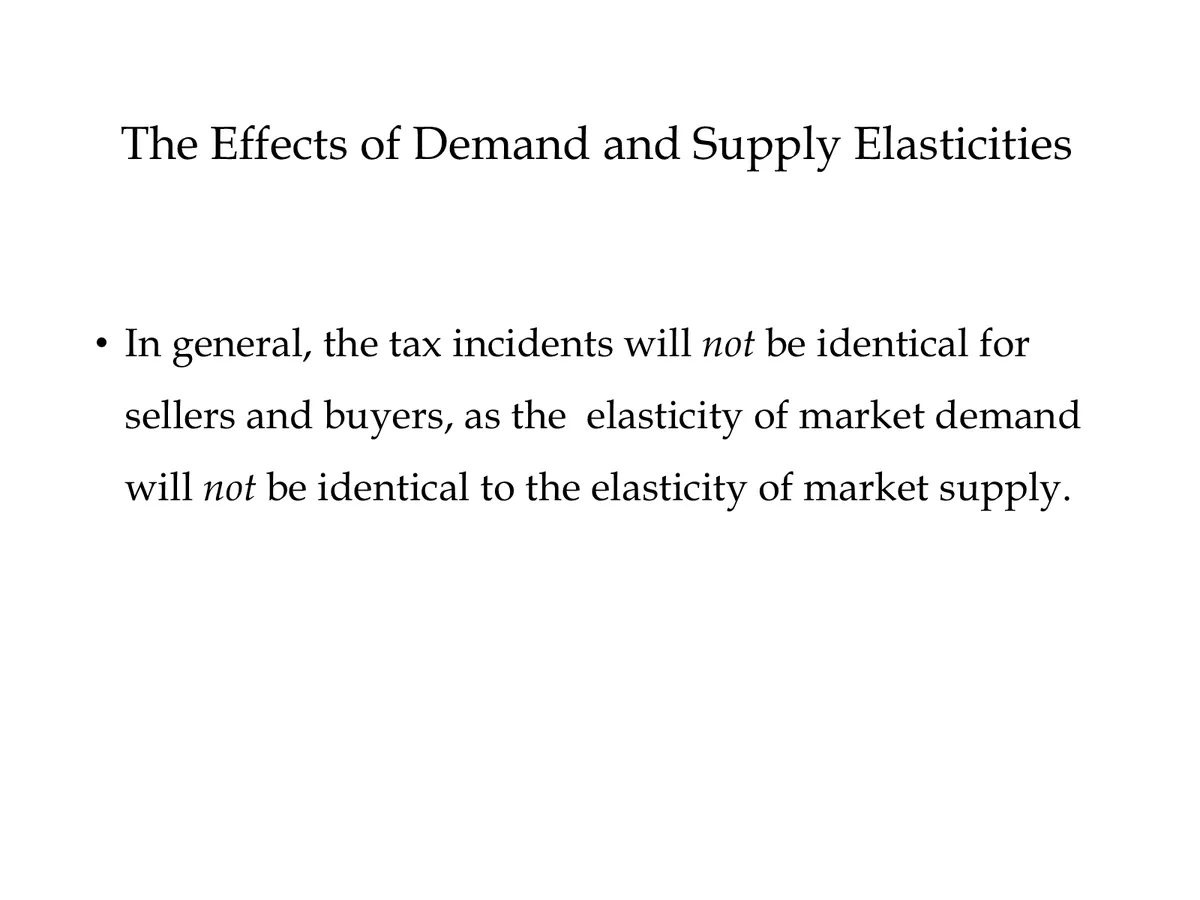 The Effects of Demand and Supply Elasticities
• In general, the tax incidents will not be identical for
sellers and buyers, as the  elasticity of market demand
will not be identical to the elasticity of market supply.